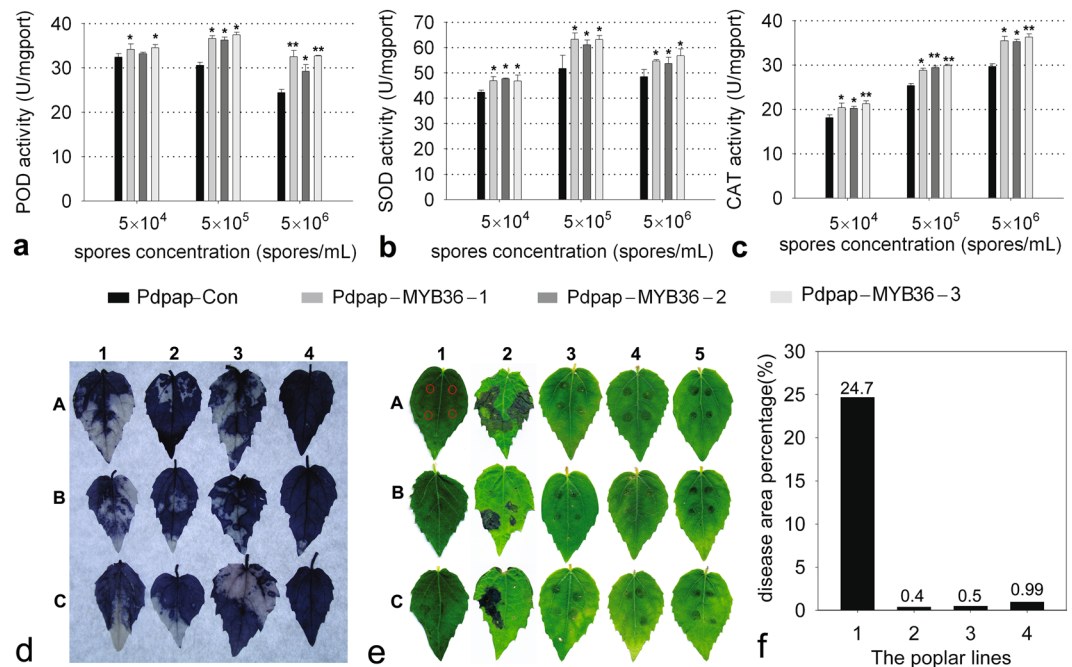 POD activity (U/mgport)
40
30
20
10
0
* * * * * ** * **
5×10⁴ 5×10⁵ 5×10⁶
spores concentration (spores/mL)
a
SOD activity (U/mgport)
70
60
50
40
30
20
10
0
* * * * * * * * *
5×10⁴ 5×10⁵ 5×10⁶
spores concentration (spores/mL)
b
CAT activity (U/mgport)
40
30
20
10
0
* * ** * ** ** * * **
5×10⁴ 5×10⁵ 5×10⁶
spores concentration (spores/mL)
c
Pdpap–Con Pdpap–MYB36–1 Pdpap–MYB36–2 Pdpap–MYB36–3
1 2 3 4
A
B
C
d
1 2 3 4 5
A
B
C
e
disease area percentage(%)
30
25
20
15
10
5
0
24.7
0.4 0.5 0.99
1 2 3 4
The poplar lines
f